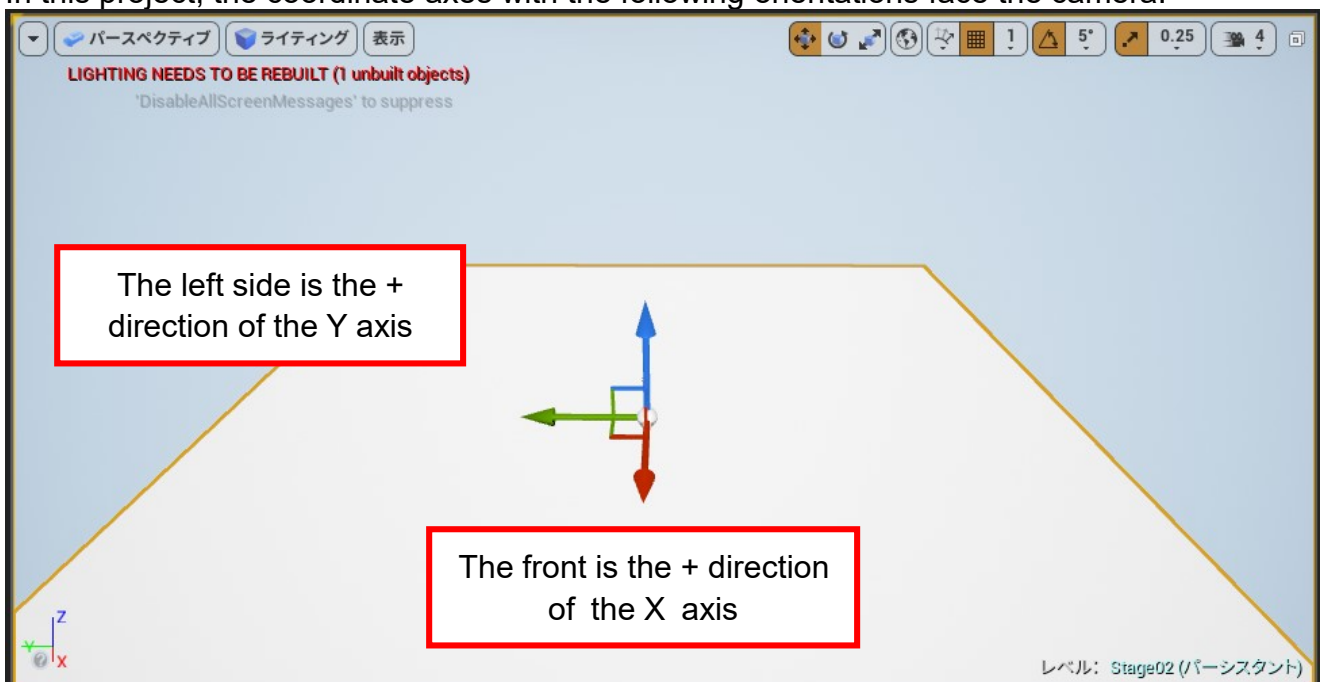 In this project, the coordinate axes with the following orientations face the camera.
パースペクティブ ライティング 表示 1 5° 0.25 4
LIGHTING NEEDS TO BE REBUILT (1 unbuilt objects)
'DisableAllScreenMessages' to suppress
The left side is the +
direction of the Y axis
The front is the + direction
of the X axis
Z
Y
X
レベル: Stage02 (パーシスタント)